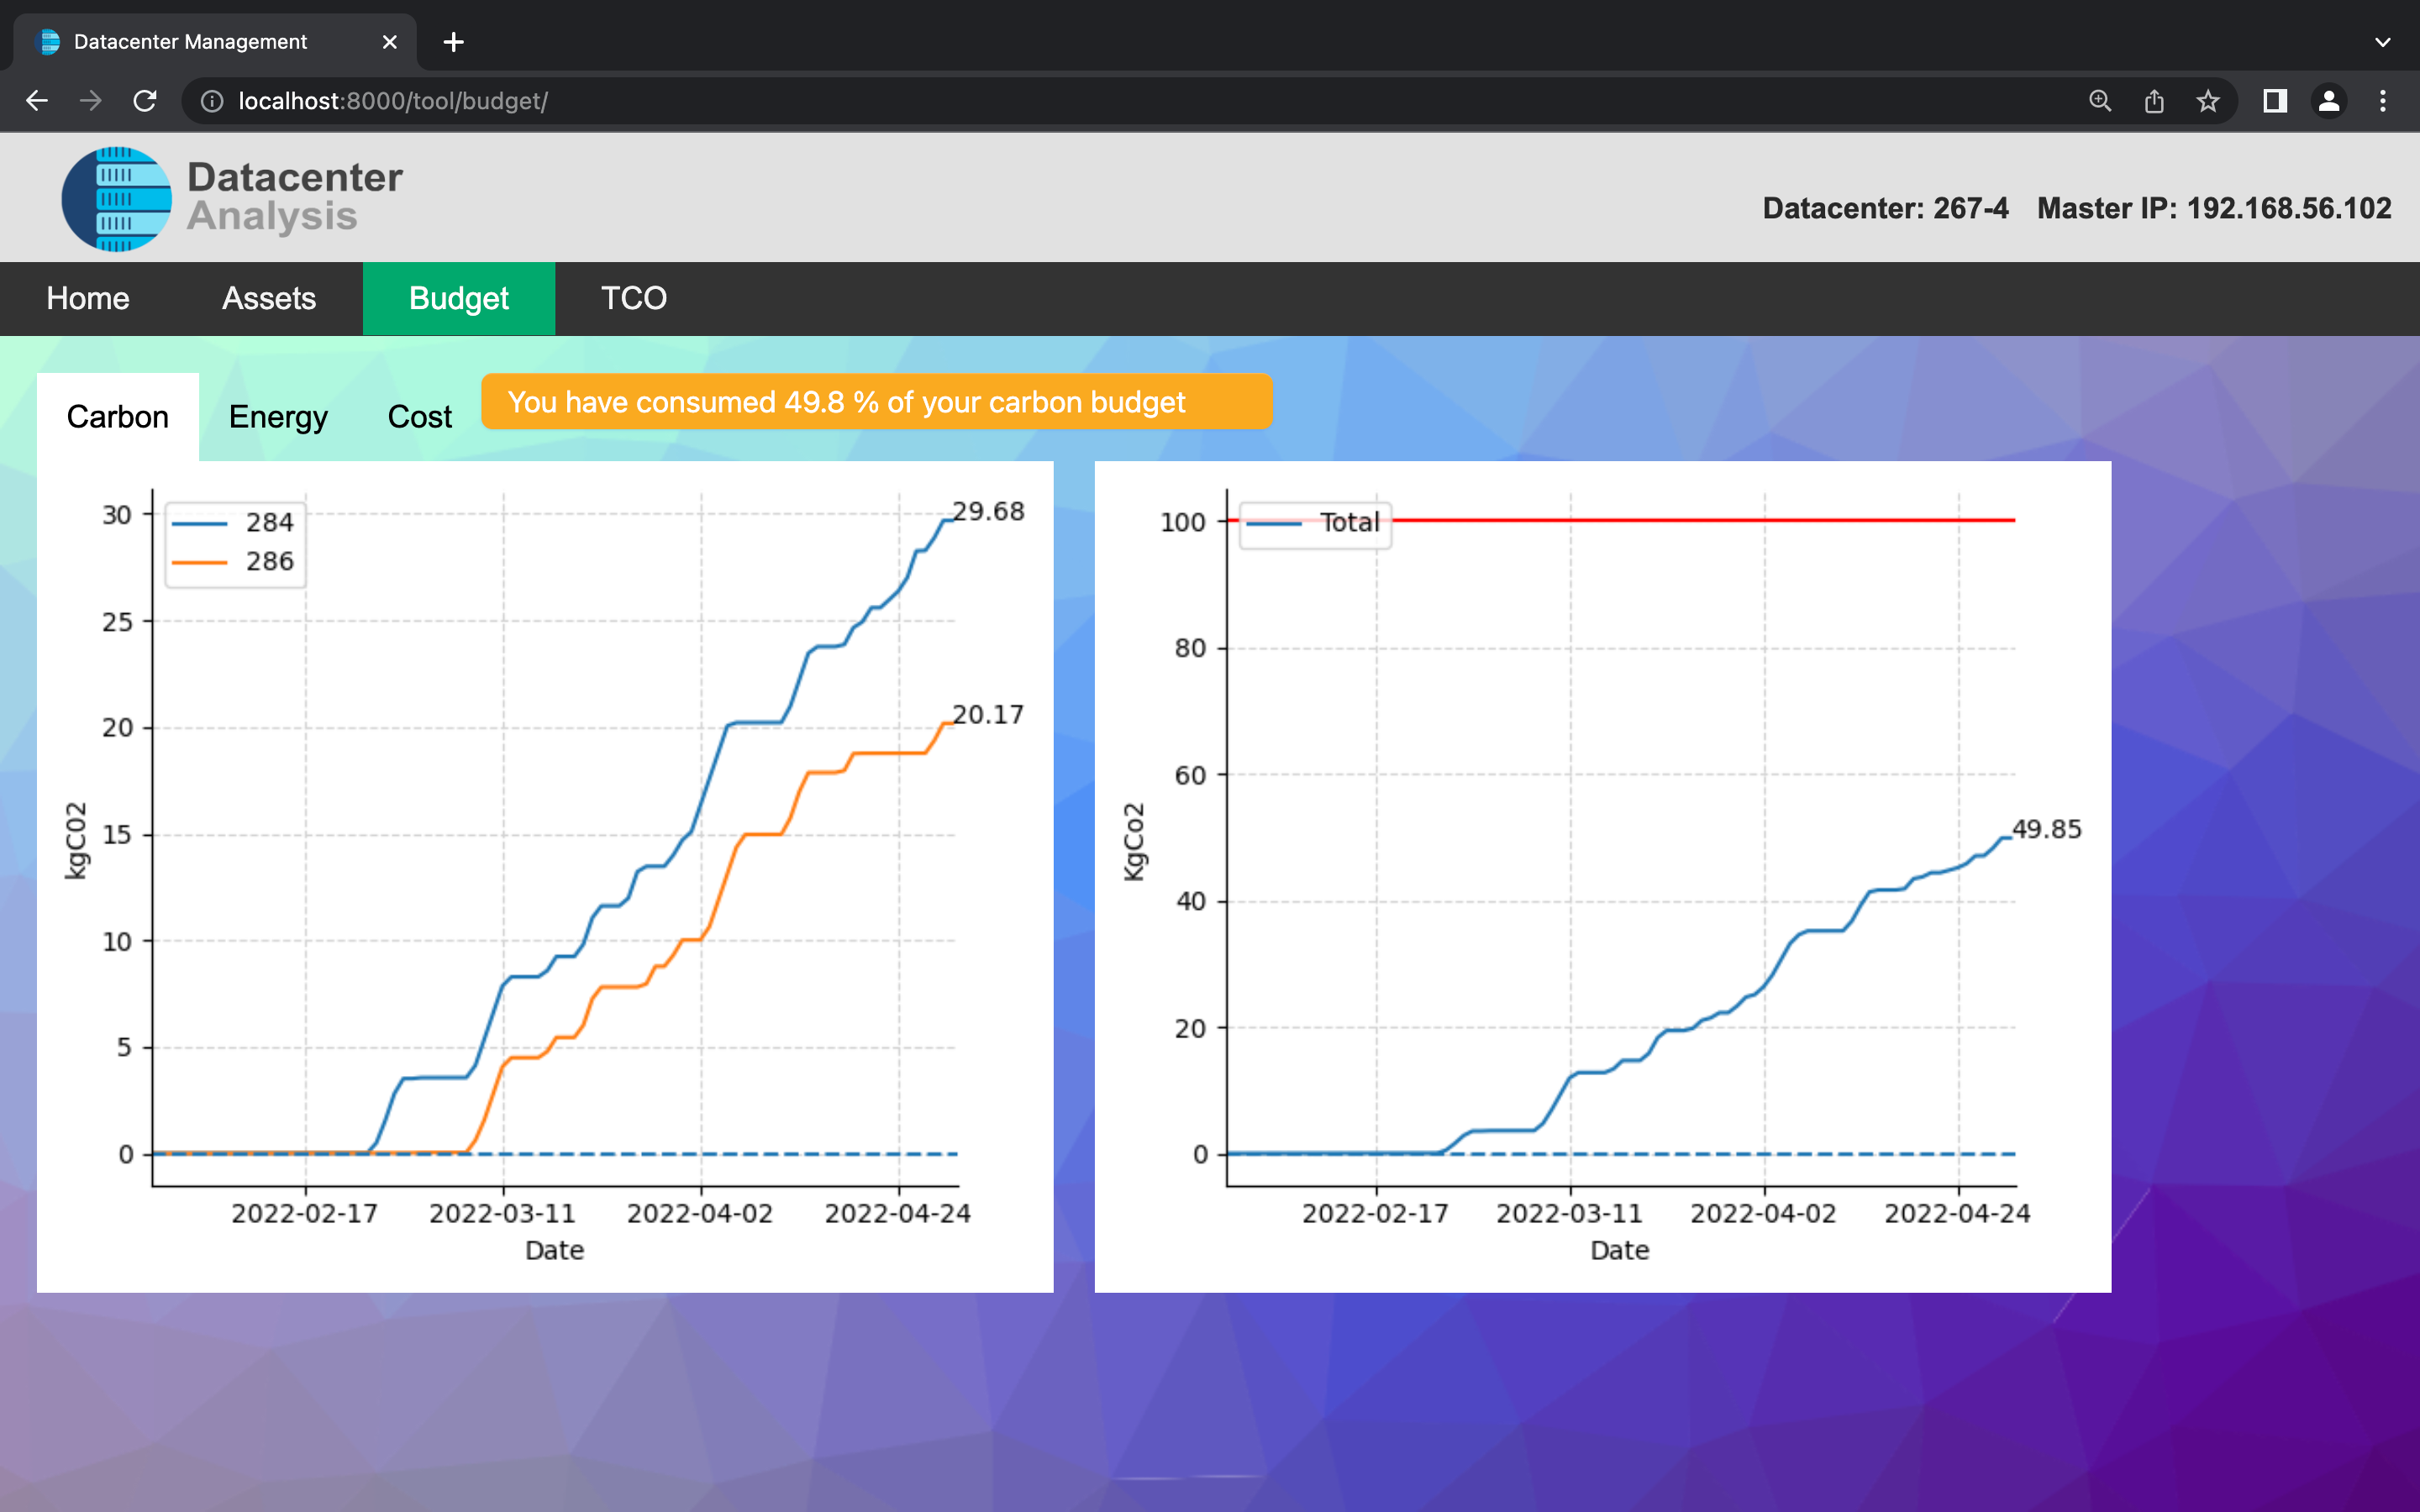 Datacenter Management
localhost:8000/tool/budget/
Datacenter
Analysis
Datacenter: 267-4 Master IP: 192.168.56.102
Home Assets Budget TCO
Carbon Energy Cost
You have consumed 49.8 % of your carbon budget
284
286
29.68
20.17
30
25
20
15
10
5
0
kgC02
2022-02-17 2022-03-11 2022-04-02 2022-04-24
Date
Total
49.85
100
80
60
40
20
0
KgCo2
2022-02-17 2022-03-11 2022-04-02 2022-04-24
Date